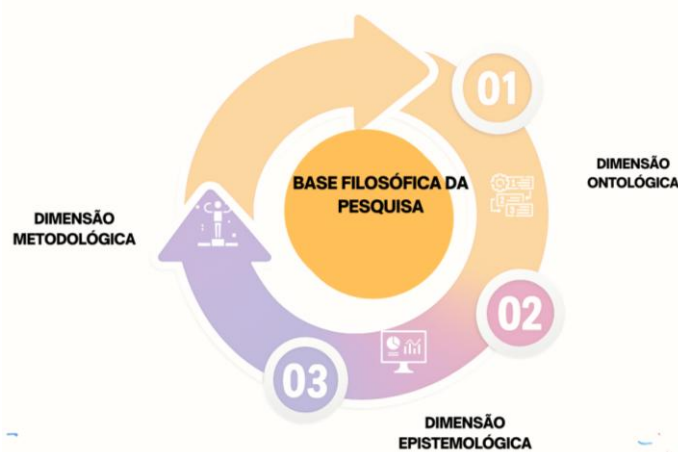 01
BASE FILOSÓFICA DA
PESQUISA
DIMENSÃO
ONTOLÓGICA
DIMENSÃO
METODOLÓGICA
02
03
DIMENSÃO
EPISTEMOLÓGICA